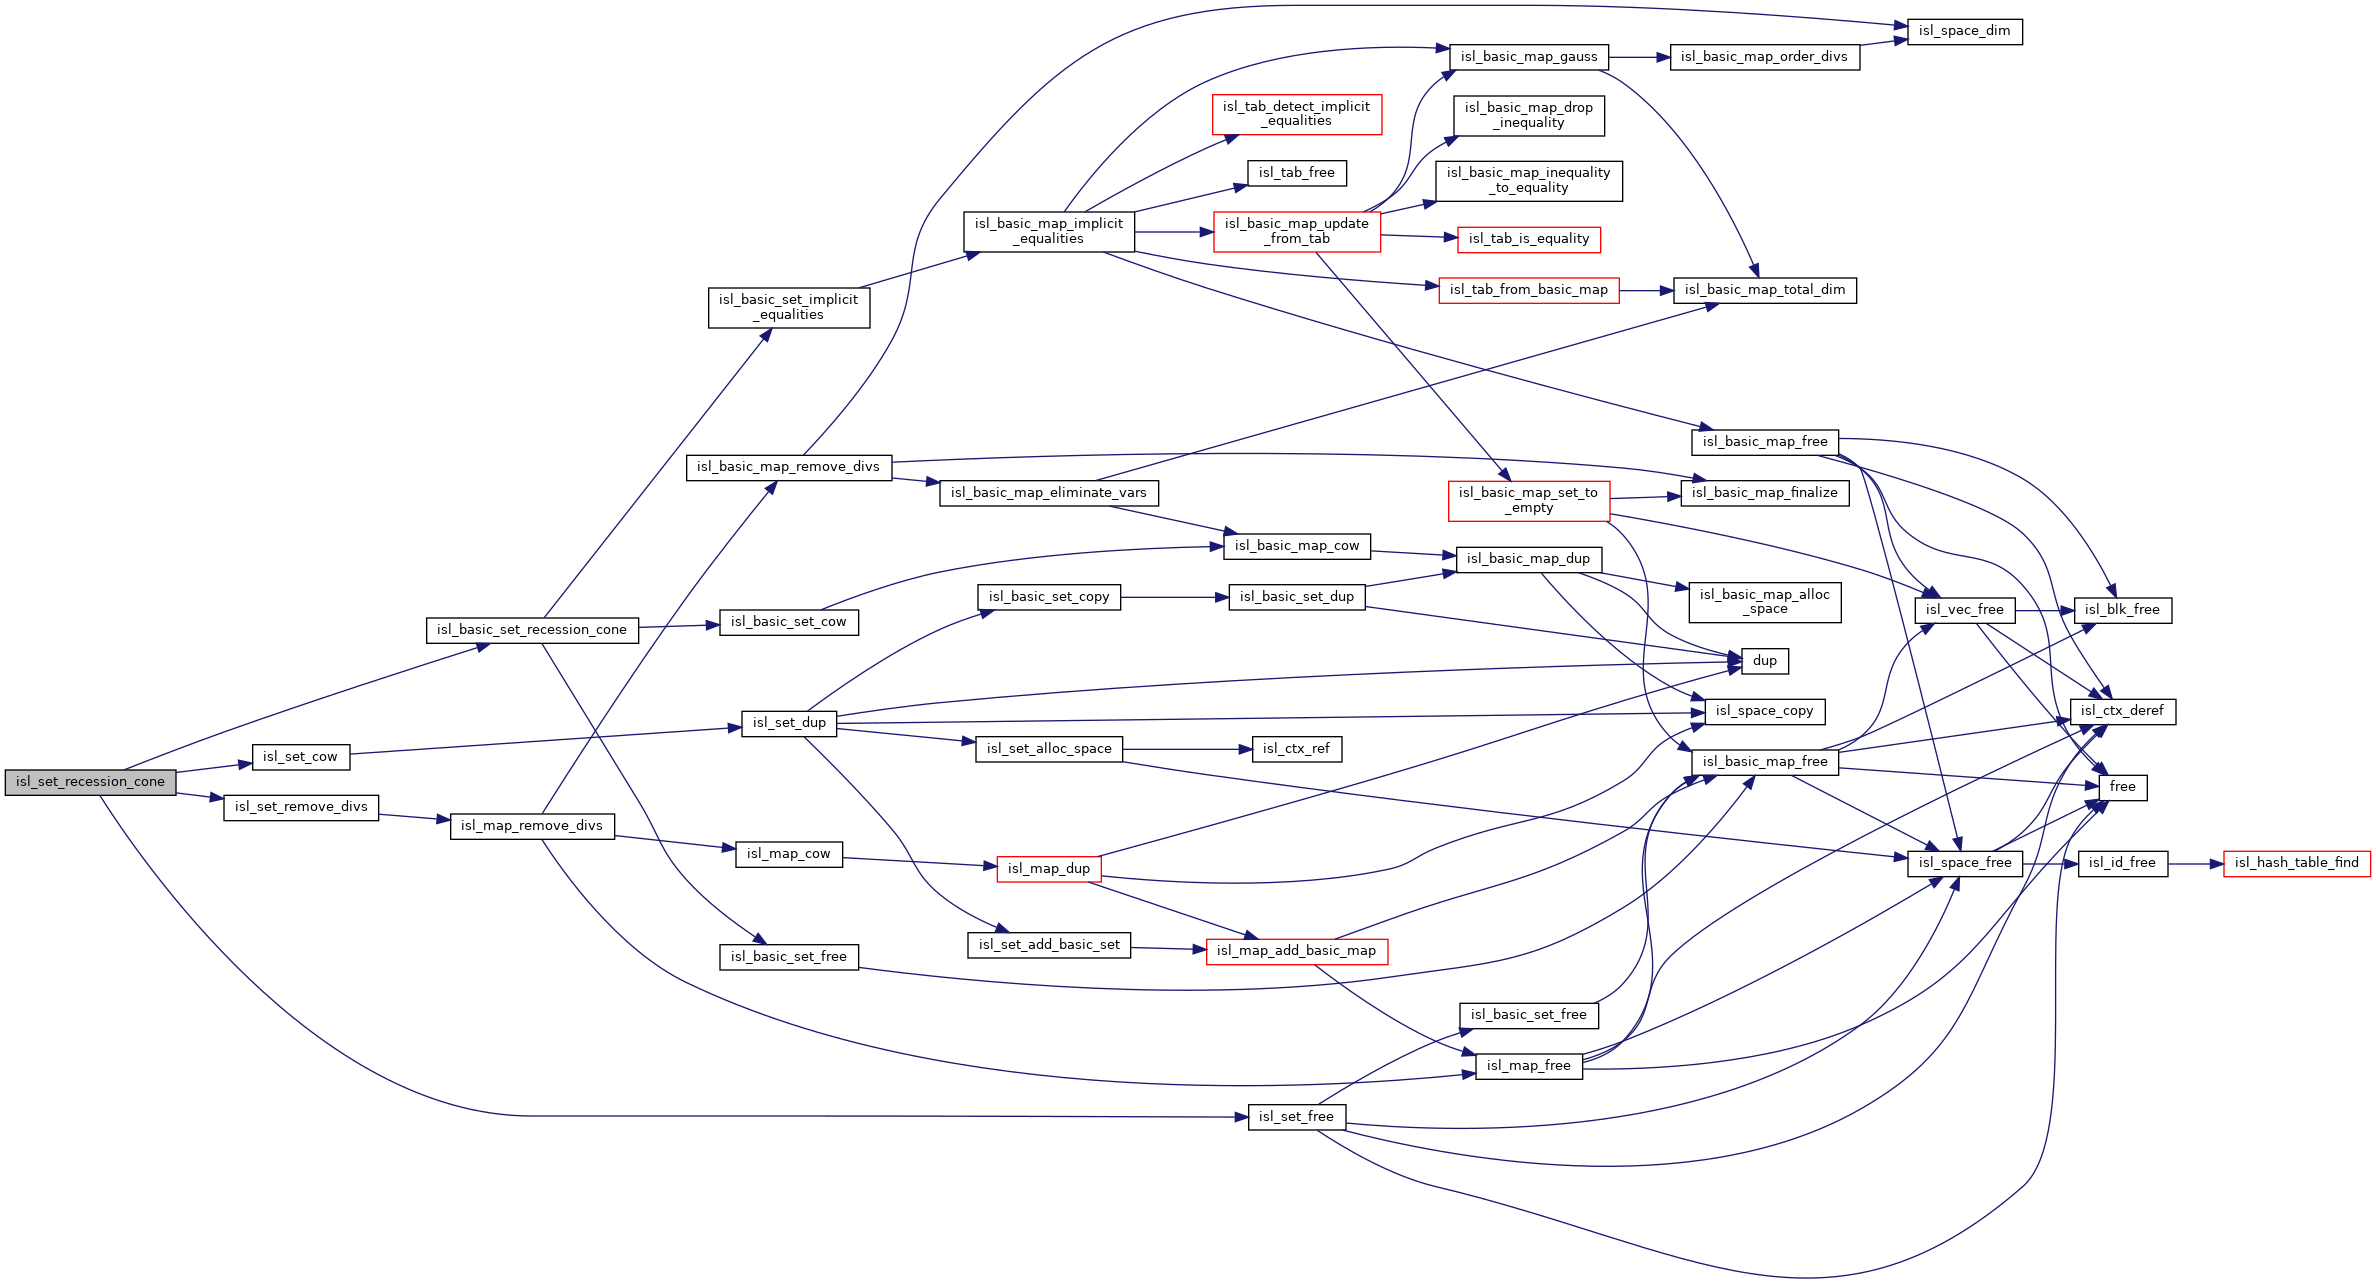 isl_space_dim
isl_basic_map_gauss
isl_basic_map_order_divs
isl_tab_detect_implicit
_equalities
isl_basic_map_drop
_inequality
isl_tab_free
isl_basic_map_inequality
_to_equality
isl_basic_map_implicit
_equalities
isl_basic_map_update
_from_tab
isl_tab_is_equality
isl_basic_set_implicit
_equalities
isl_tab_from_basic_map
isl_basic_map_total_dim
isl_basic_map_free
isl_basic_map_remove_divs
isl_basic_map_eliminate_vars
isl_basic_map_set_to
_empty
isl_basic_map_finalize
isl_basic_map_cow
isl_basic_map_dup
isl_basic_set_copy
isl_basic_set_dup
isl_basic_map_alloc
_space
isl_vec_free
isl_blk_free
isl_basic_set_recession_cone
isl_basic_set_cow
dup
isl_set_dup
isl_space_copy
isl_ctx_deref
isl_set_cow
isl_set_alloc_space
isl_ctx_ref
isl_basic_map_free
isl_set_recession_cone
free
isl_set_remove_divs
isl_map_remove_divs
isl_map_cow
isl_map_dup
isl_space_free
isl_id_free
isl_hash_table_find
isl_basic_set_free
isl_set_add_basic_set
isl_map_add_basic_map
isl_basic_set_free
isl_map_free
isl_set_free